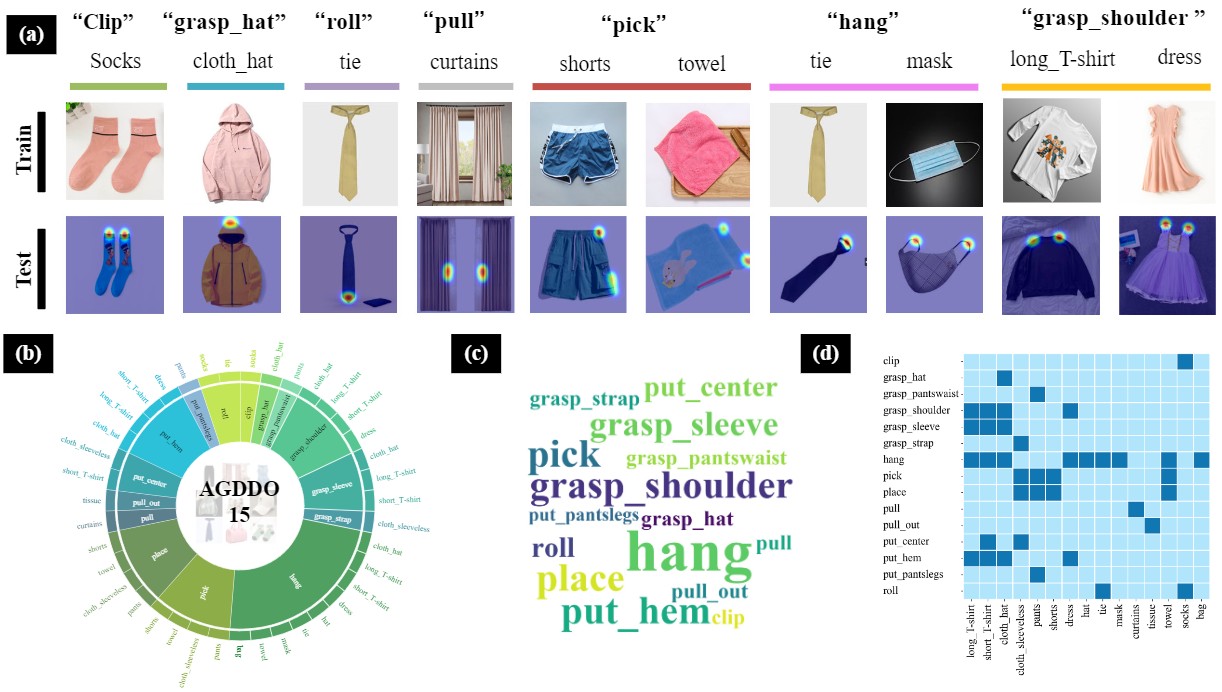 (a)
“Clip” “grasp_hat” “roll” “pull” “pick” “hang” “grasp_shoulder ”
Socks cloth_hat tie curtains shorts towel tie mask long_T-shirt dress
Train
Test
(b)
socks
tie
socks
cloth_hat
pants
cloth_hat
long_T-shirt
short_T-shirt
dress
cloth_hat
long_T-shirt
short_T-shirt
cloth_sleeveless
cloth_hat
long_T-shirt
short_T-shirt
dress
hat
tie
mask
towel
bag
pants
cloth_sleeveless
towel
shorts
pants
cloth_sleeveless
towel
shorts
curtains
tissue
short_T-shirt
cloth_sleeveless
cloth_hat
long_T-shirt
short_T-shirt
dress
pants
roll
clip
grasp_hat
grasp_pantswaist
grasp_shoulder
grasp_sleeve
grasp_strap
hang
pick
place
pull
pull_out
put_center
put_hem
put_pantslegs
AGDDO
15
(c)
put_center
grasp_strap
grasp_sleeve
pick
grasp_pantswaist
grasp_shoulder
put_pantslegs
grasp_hat
roll
hang
pull
place
pull_out
put_hem
clip
(d)
clip
grasp_hat
grasp_pantswaist
grasp_shoulder
grasp_sleeve
grasp_strap
hang
pick
place
pull
pull_out
put_center
put_hem
put_pantslegs
roll
long_T-shirt
short_T-shirt
cloth_hat
cloth_sleeveless
pants
shorts
dress
hat
tie
mask
curtains
tissue
towel
socks
bag